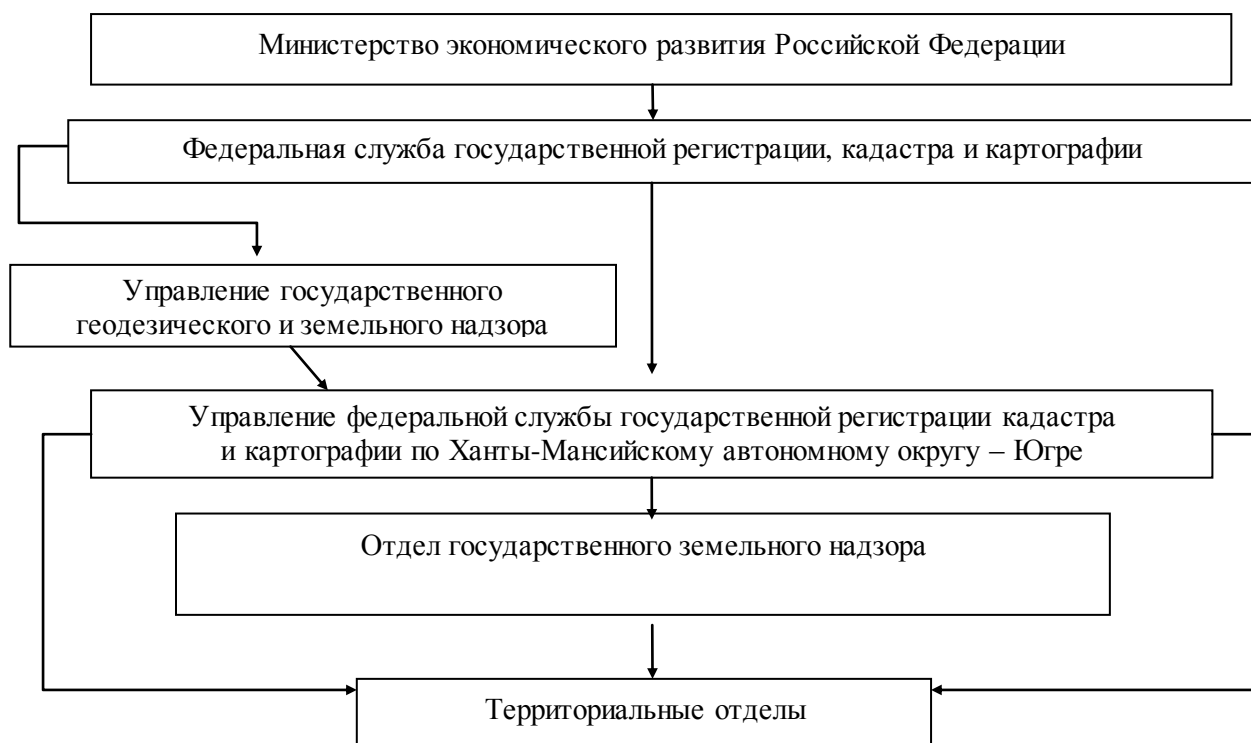 Министерство экономического развития Российской Федерации
Федеральная служба государственной регистрации, кадастра и картографии
Управление государственного
геодезического и земельного надзора
Управление федеральной службы государственной регистрации кадастра
и картографии по Ханты-Мансийскому автономному округу – Югре
Отдел государственного земельного надзора
Территориальные отделы